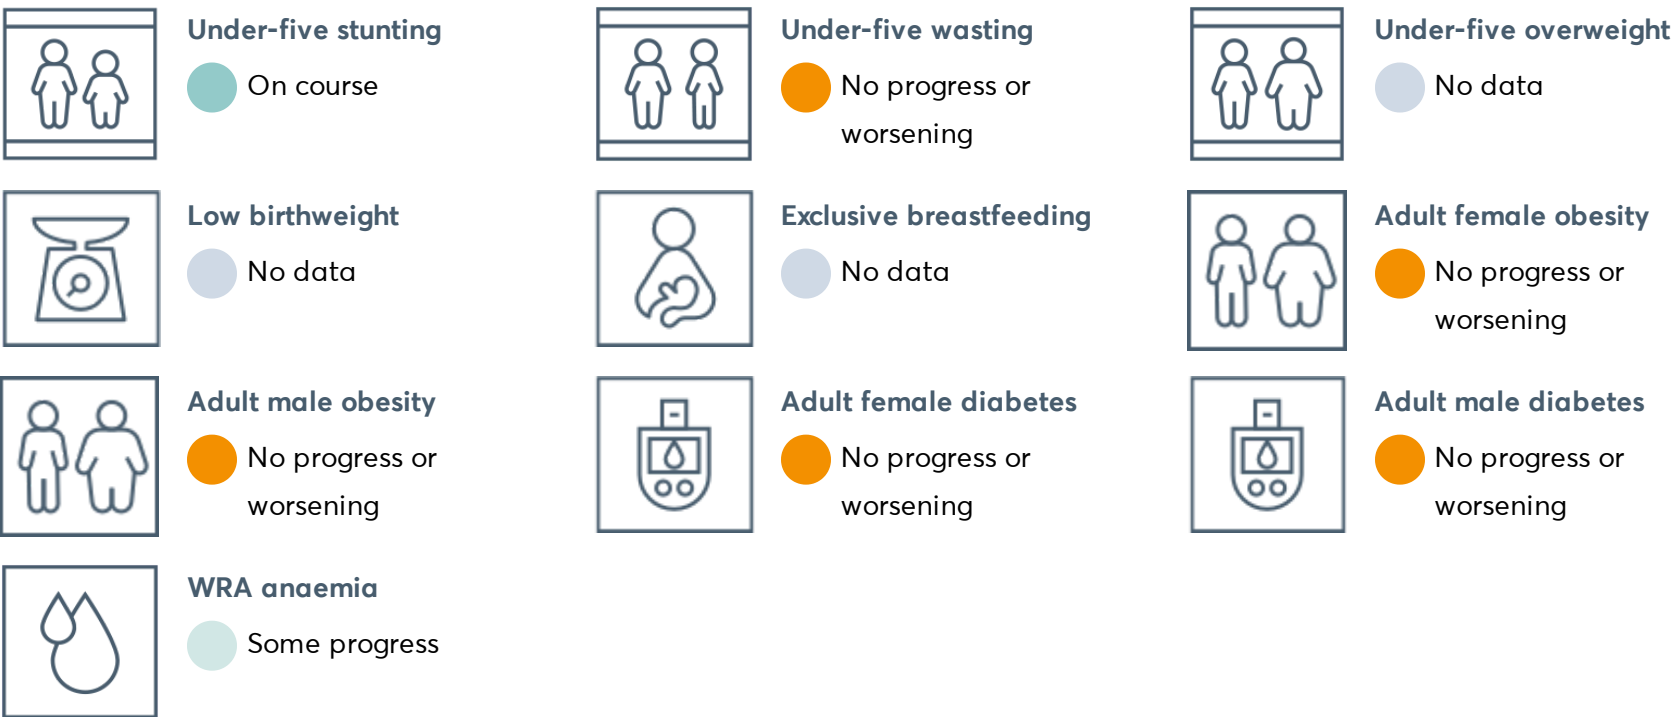 Under-five stunting
On course
Under-five wasting
No progress or
worsening
Under-five overweight
No data
Low birthweight
No data
Exclusive breastfeeding
No data
Adult female obesity
No progress or
worsening
Adult male obesity
No progress or
worsening
Adult female diabetes
No progress or
worsening
Adult male diabetes
No progress or
worsening
WRA anaemia
Some progress